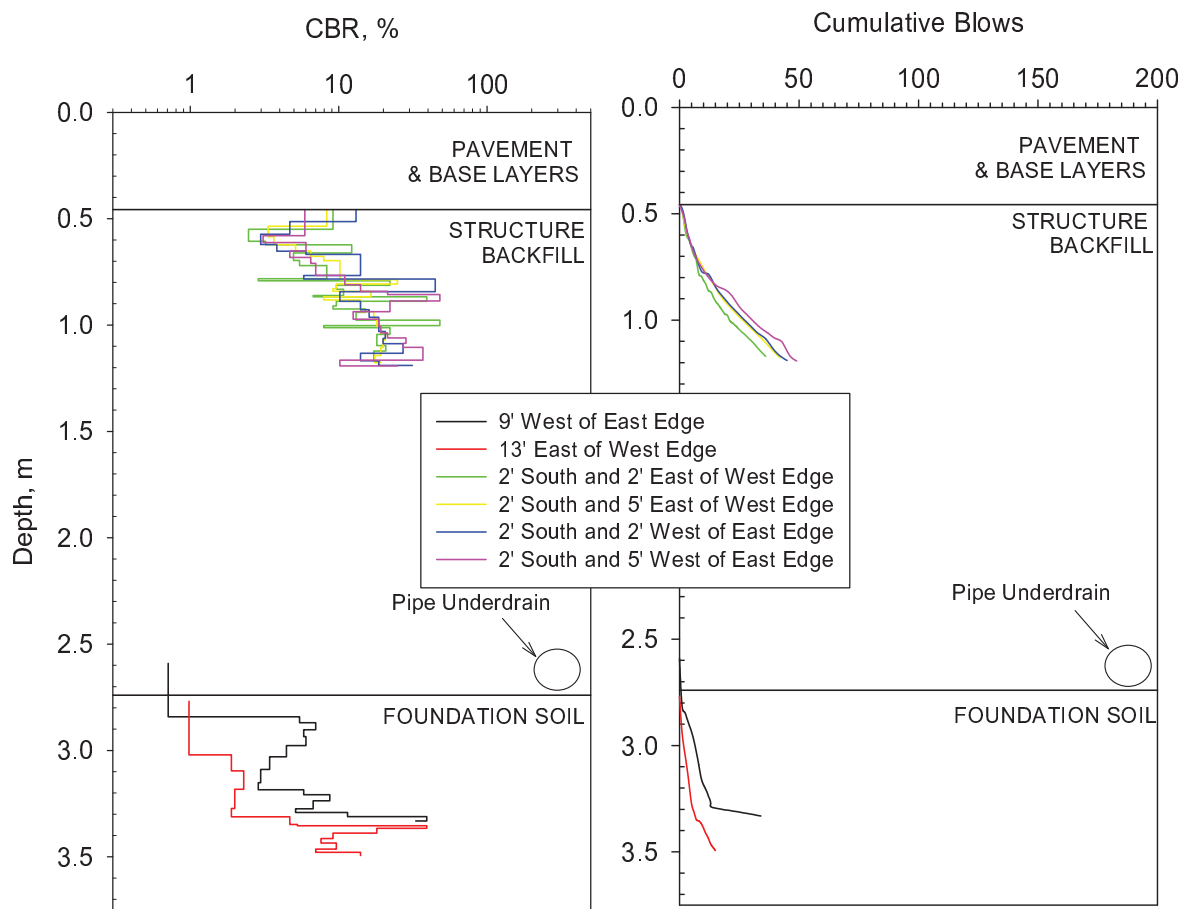 CBR, %
1 10 100
0.0
0.5
1.0
1.5
2.0
2.5
3.0
3.5
Depth, m
PAVEMENT
& BASE LAYERS
STRUCTURE
BACKFILL
Pipe Underdrain
FOUNDATION SOIL
Cumulative Blows
0 50 100 150 200
0.0
0.5
1.0
2.5
3.0
3.5
PAVEMENT
& BASE LAYERS
STRUCTURE
BACKFILL
Pipe Underdrain
FOUNDATION SOIL
9' West of East Edge
13' East of West Edge
2' South and 2' East of West Edge
2' South and 5' East of West Edge
2' South and 2' West of East Edge
2' South and 5' West of East Edge